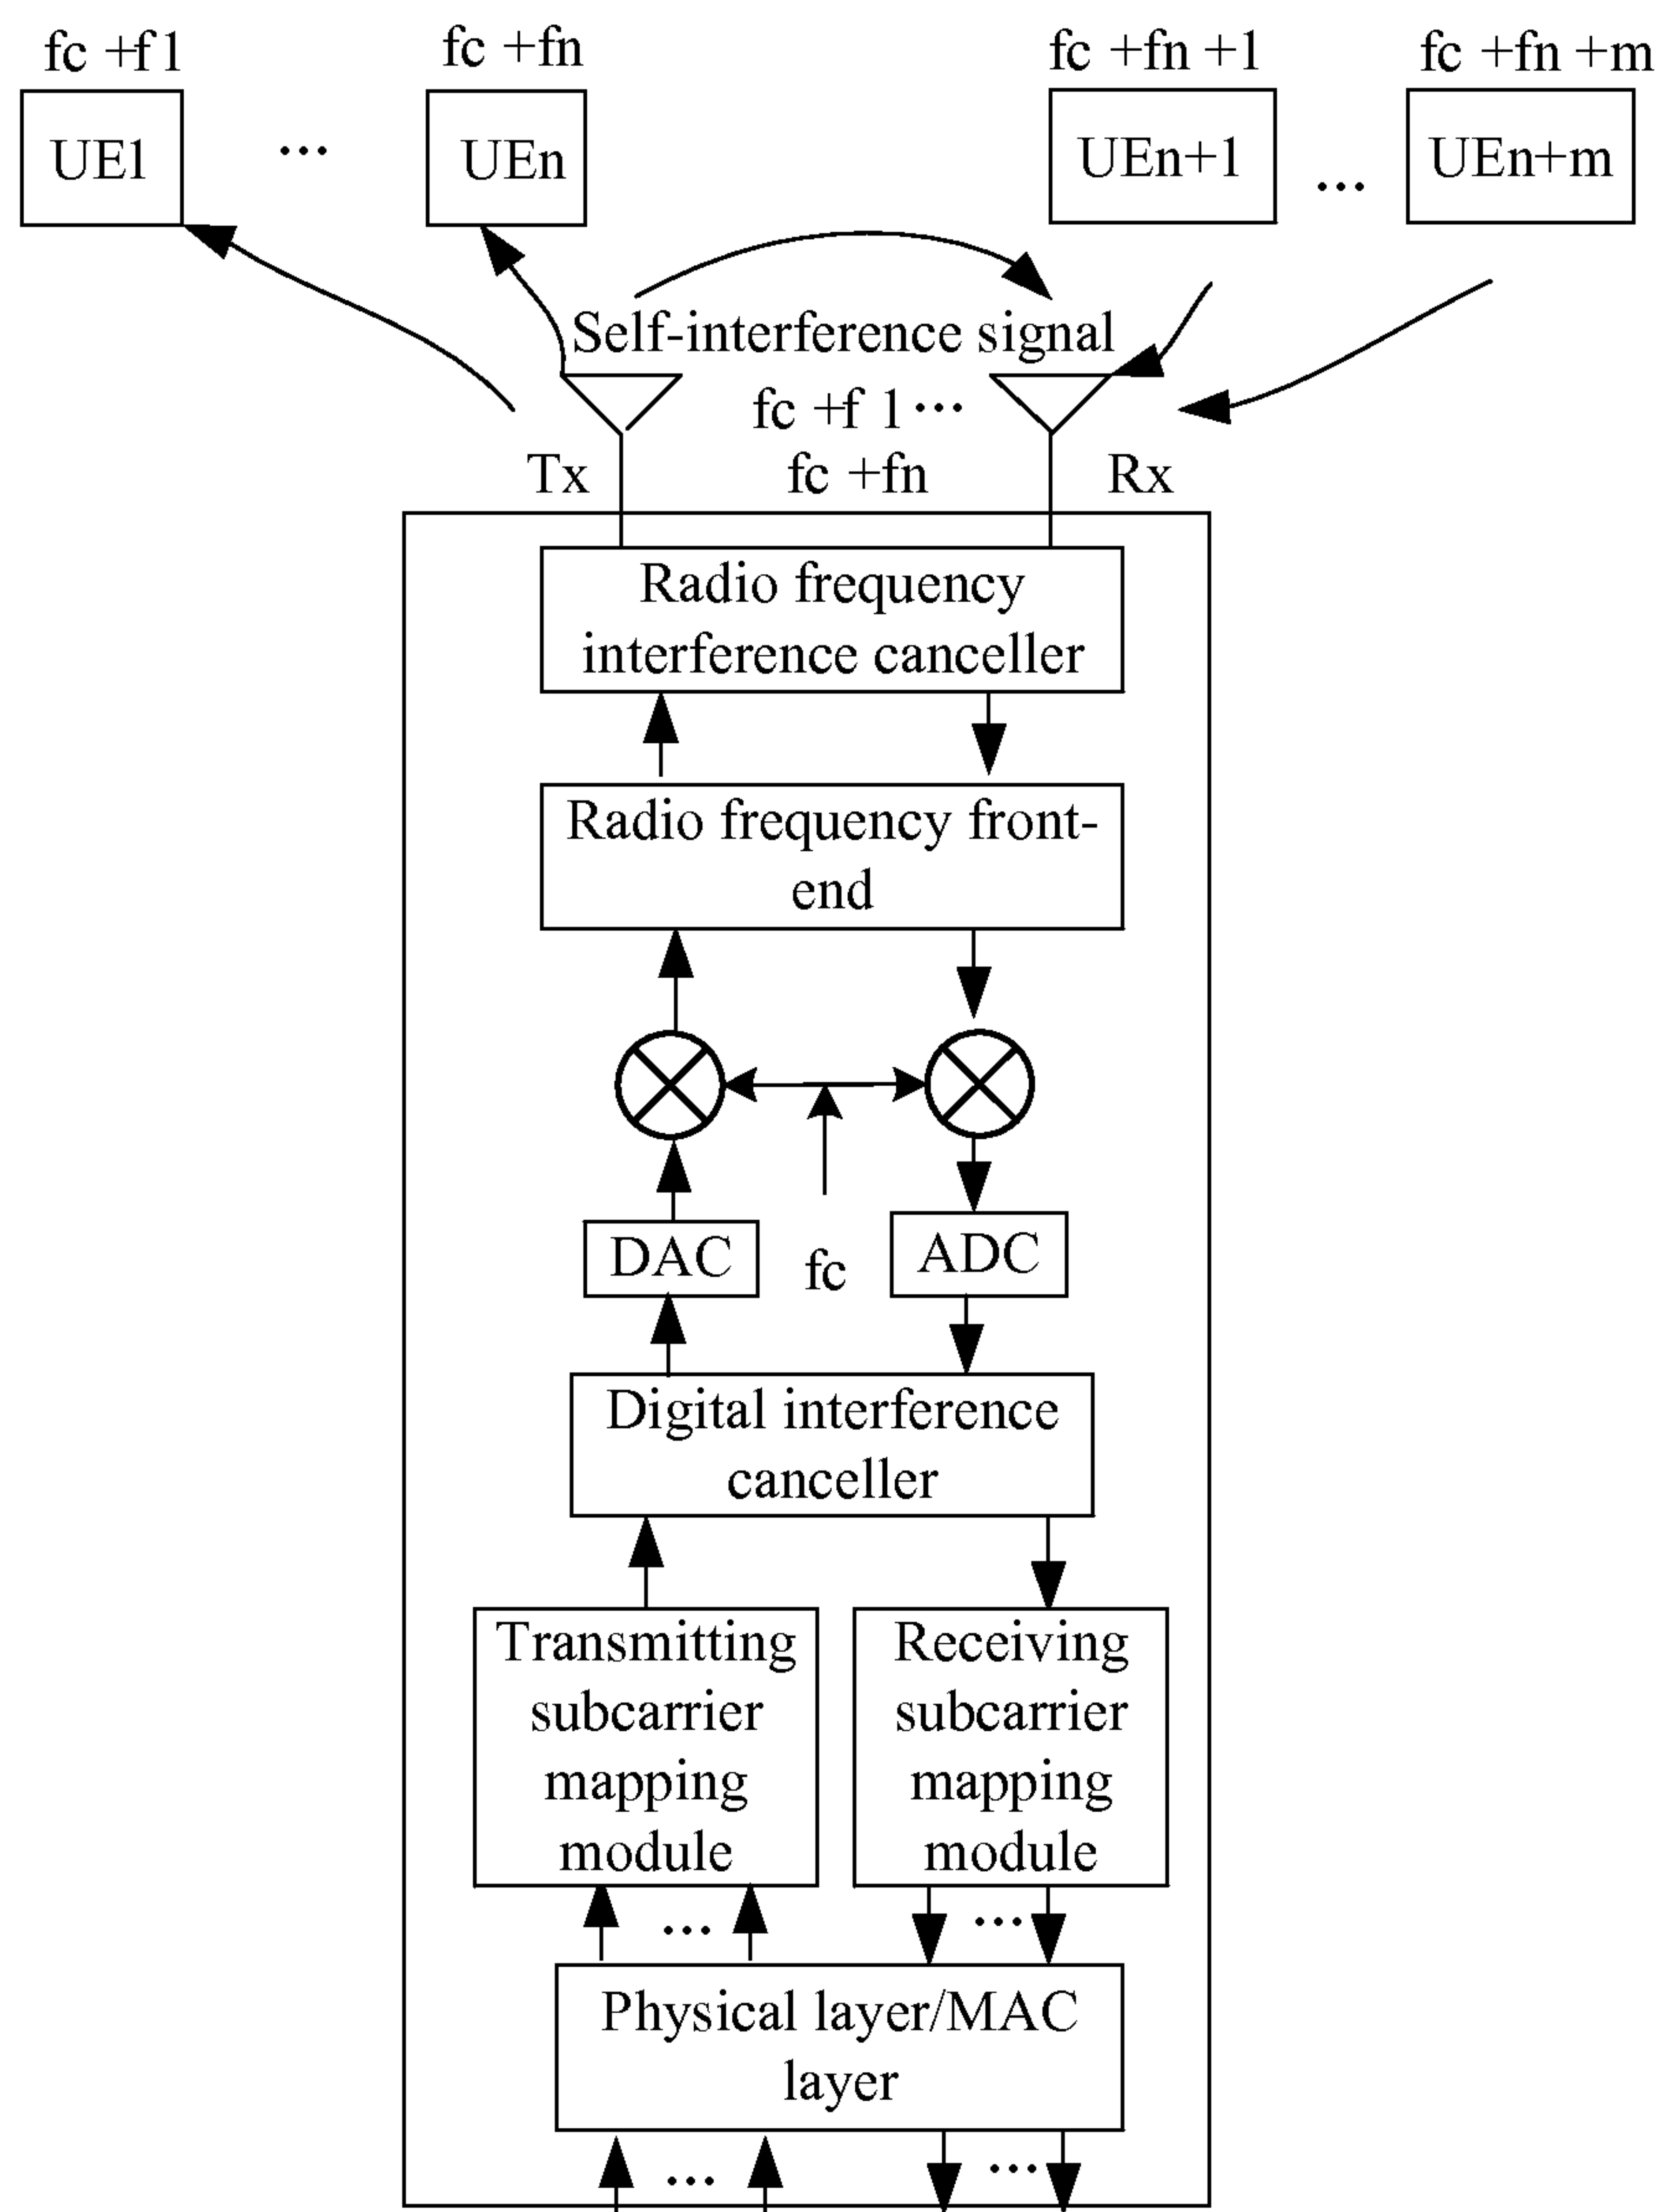 fc +f 1
fc +fn
fc +fn +1
fc +fn +m
UE1
...
UEn
UEn+1
...
UEn+m
Self-interference signal
fc +f 1...
fc +fn
Tx
Rx
Radio frequency
interference canceller
Radio frequency front-
end
DAC
fc
ADC
Digital interference
canceller
Transmitting
subcarrier
mapping
module
Receiving
subcarrier
mapping
module
...
...
Physical layer/MAC
layer
...
...